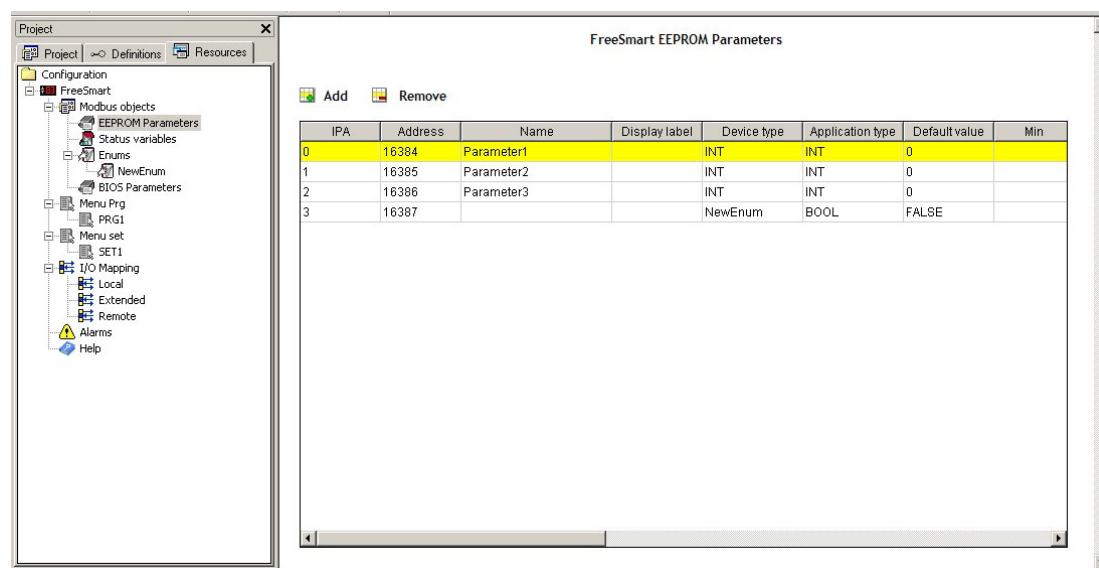 Project
Project Definitions Resources
Configuration
FreeSmart
Modbus objects
EEPROM Parameters
Status variables
Enums
NewEnum
BIOS Parameters
Menu Prg
PRG1
Menu set
SET1
I/O Mapping
Local
Extended
Remote
Alarms
Help
FreeSmart EEPROM Parameters
Add Remove
IPA Address Name Display label Device type Application type Default value Min
0 16384 Parameter1 INT INT 0
1 16385 Parameter2 INT INT 0
2 16386 Parameter3 INT INT 0
3 16387 NewEnum BOOL FALSE